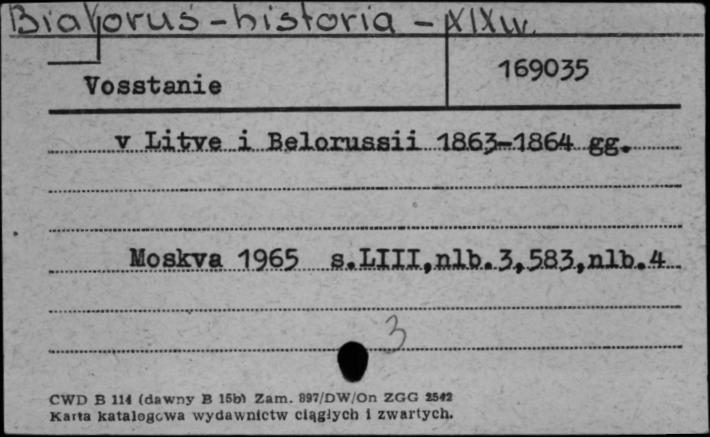 Białoruś - historia - XIX w.
169035
Vosstanie
v Litve i Belorussii 1863-1864 gg.
Moskva 1965 s.LIII,nlb.3,583,nlb.4
3
CWD B 114 (dawny B 15b) Zam. 897/DW/On ZGG 2542
Karta katalogowa wydawnictw ciągłych i zwartych.